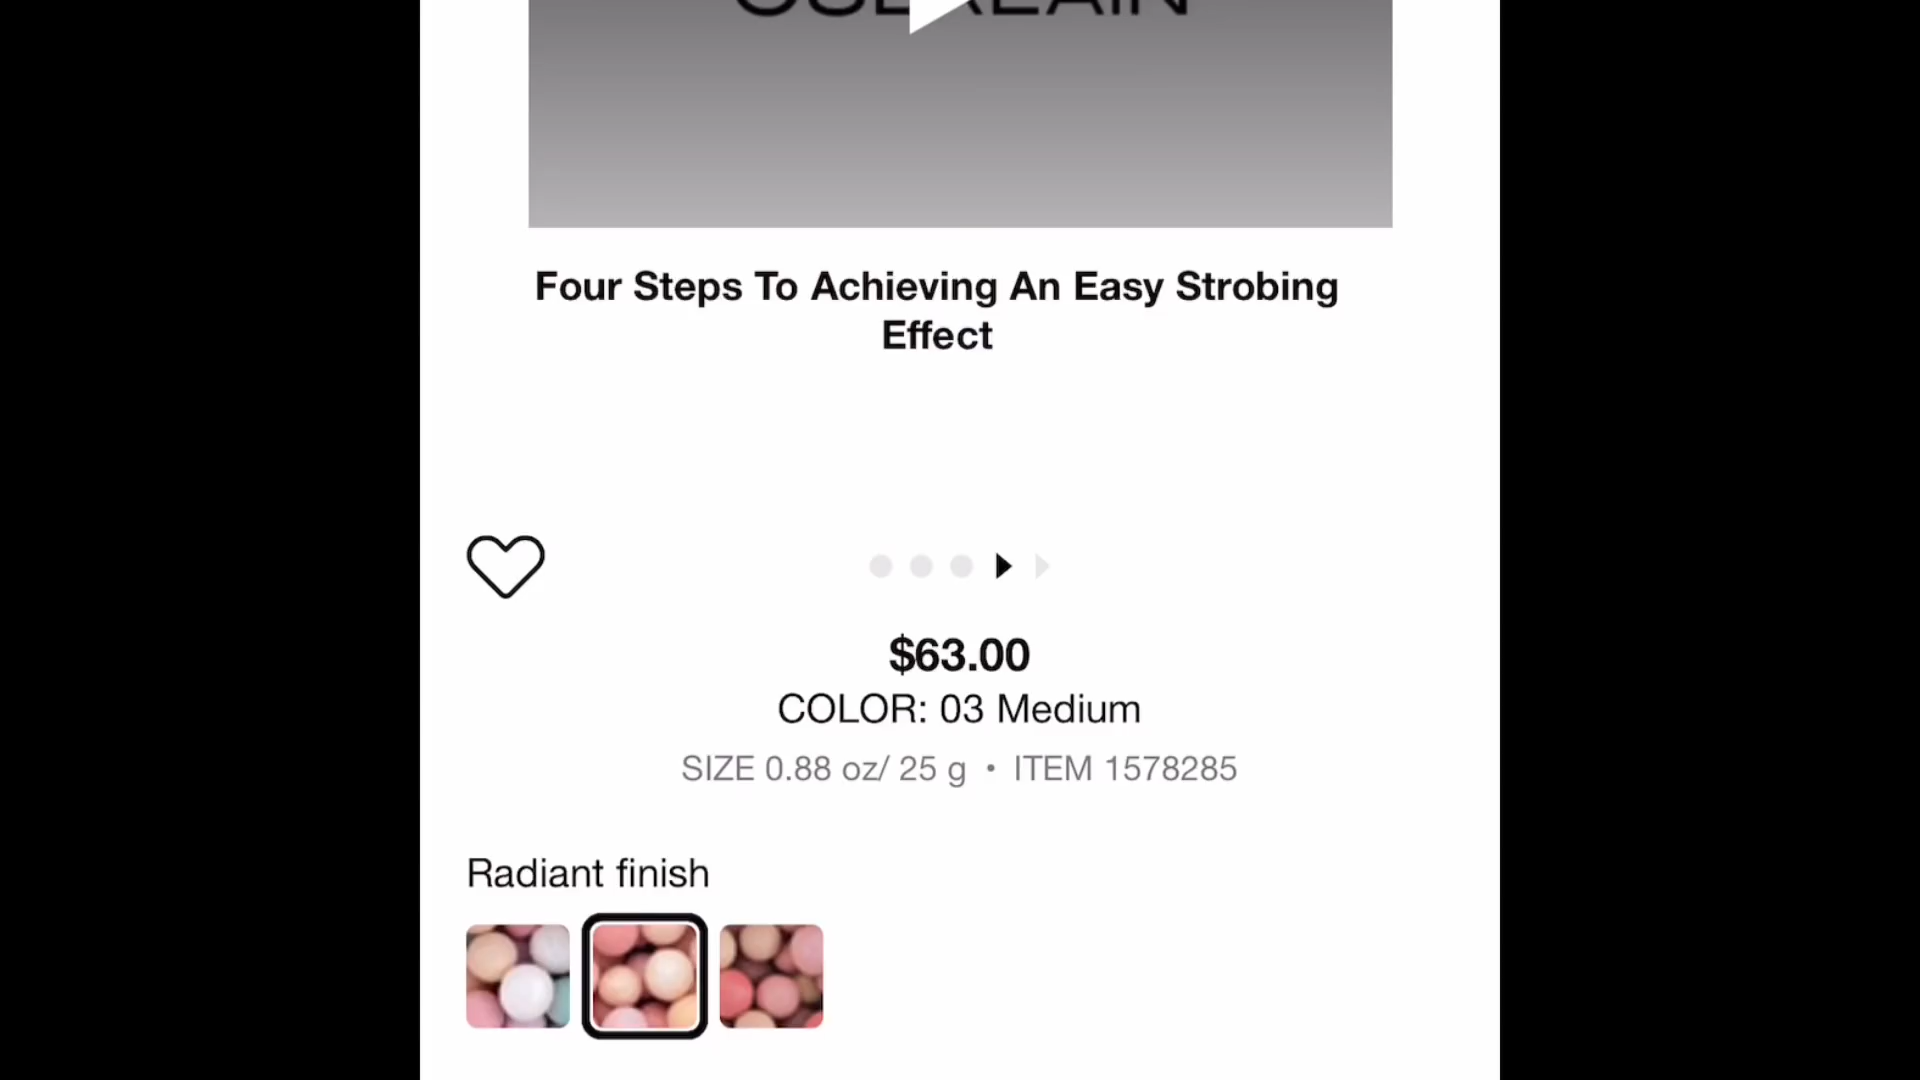 Four Steps To Achieving An Easy Strobing
Effect
$63.00
COLOR: 03 Medium
SIZE 0.88 oz/ 25 g • ITEM 1578285
Radiant finish